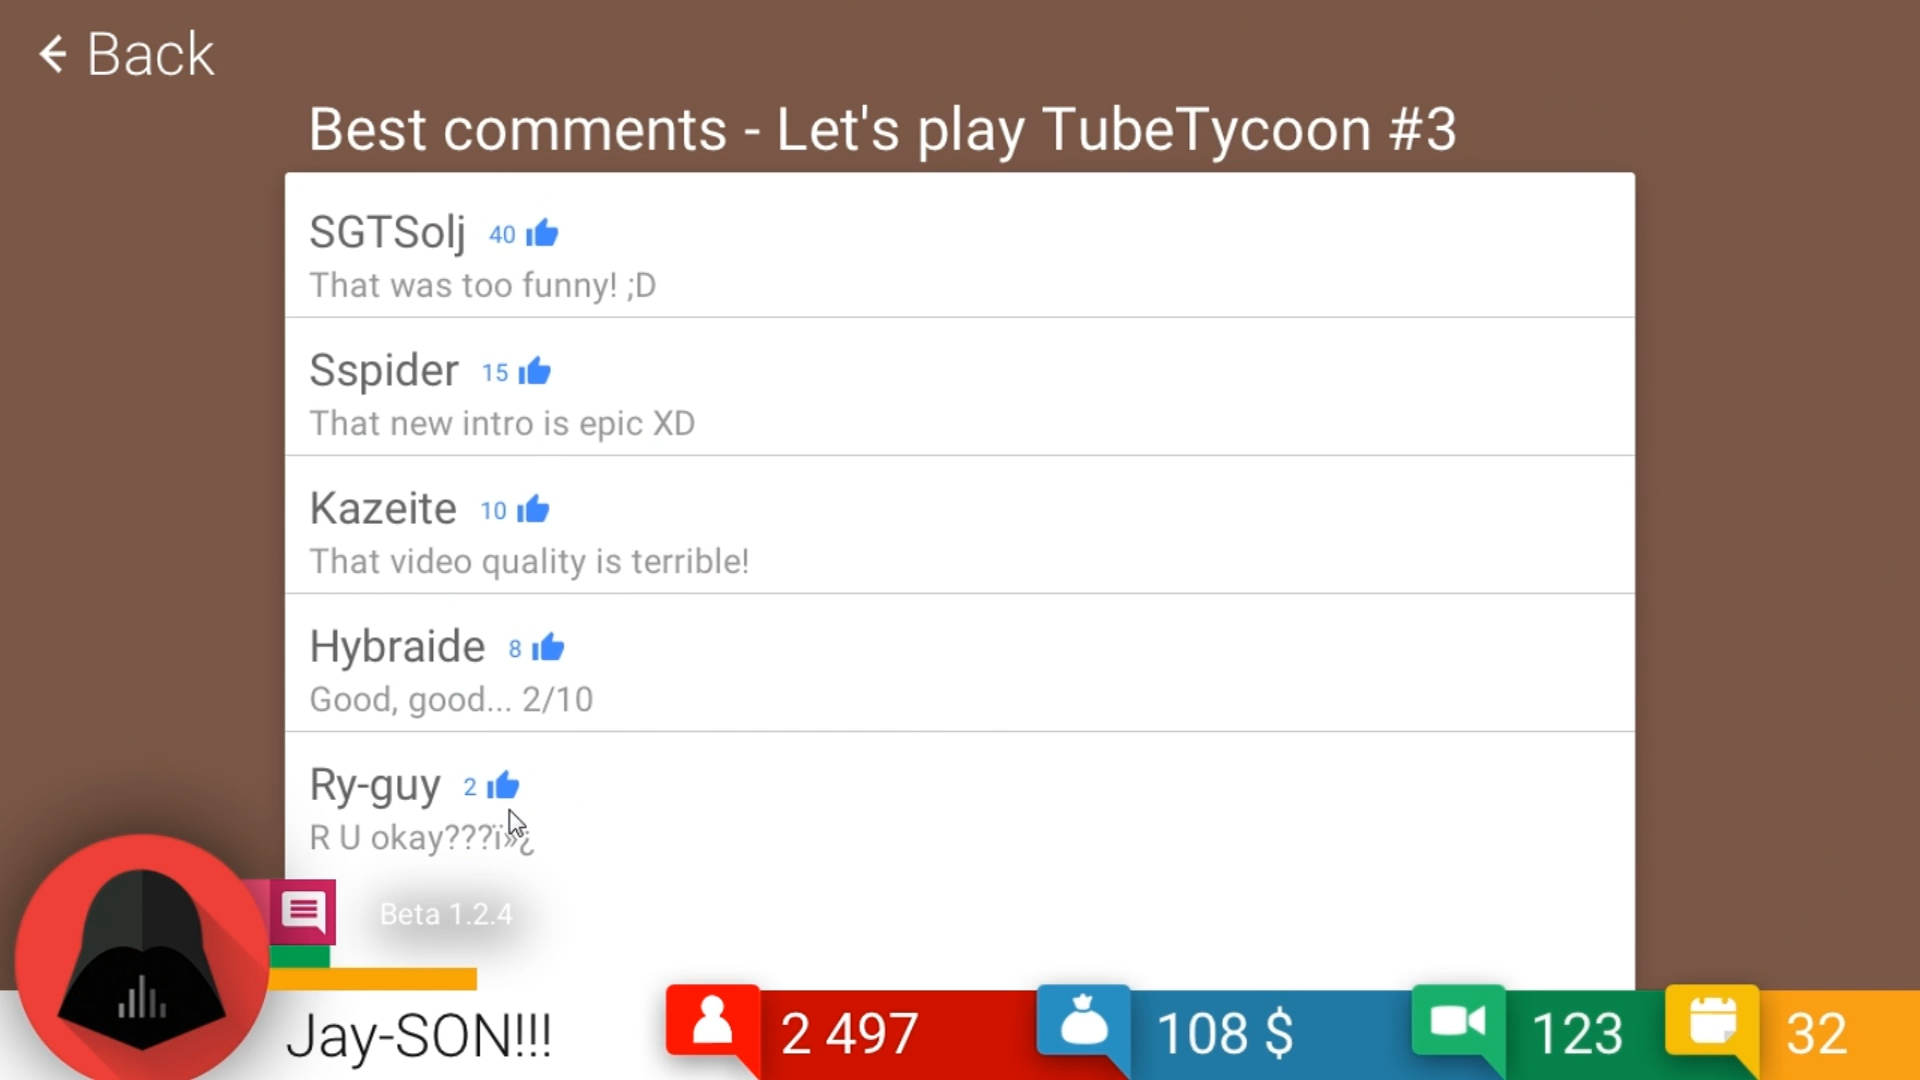 Back
Best comments - Let's play TubeTycoon #3
SGTSolj 40
That was too funny! ;D
Sspider 15
That new intro is epic XD
Kazeite 10
That video quality is terrible!
Hybraide 8
Good, good... 2/10
Ry-guy 2
R U okay???ï»¿
Beta 1.2.4
Jay-SON!!! 2 497 108 $ 123 32